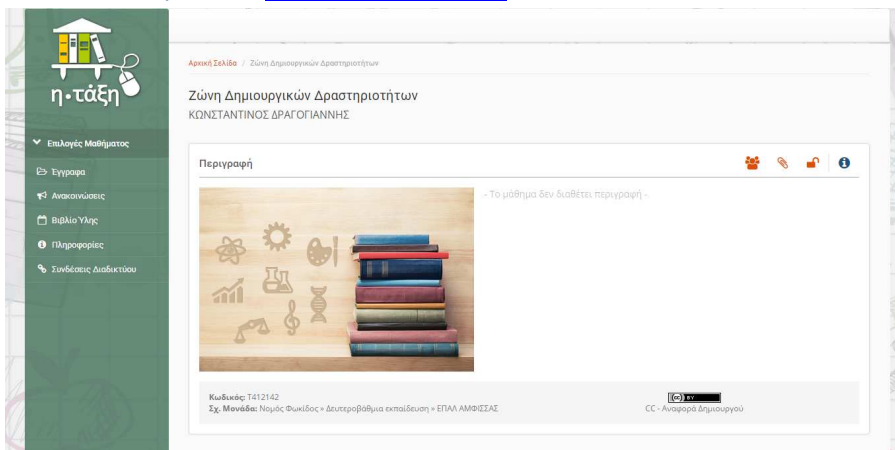 η•τάξη
Επιλογές Μαθήματος
Έγγραφα
Ανακοινώσεις
Βιβλίο Ύλης
Πληροφορίες
Συνδέσεις Διαδικτύου
Αρχική Σελίδα / Ζώνη Δημιουργικών Δραστηριοτήτων
Ζώνη Δημιουργικών Δραστηριοτήτων
ΚΩΝΣΤΑΝΤΙΝΟΣ ΔΡΑΓΟΓΙΑΝΝΗΣ
Περιγραφή
- Το μάθημα δεν διαθέτει περιγραφή -
Κωδικός: T412142
Σχ. Μονάδα: Νομός Φωκίδος » Δευτεροβάθμια εκπαίδευση » ΕΠΑΛ ΑΜΦΙΣΣΑΣ
(cc) BY
CC - Αναφορά Δημιουργού